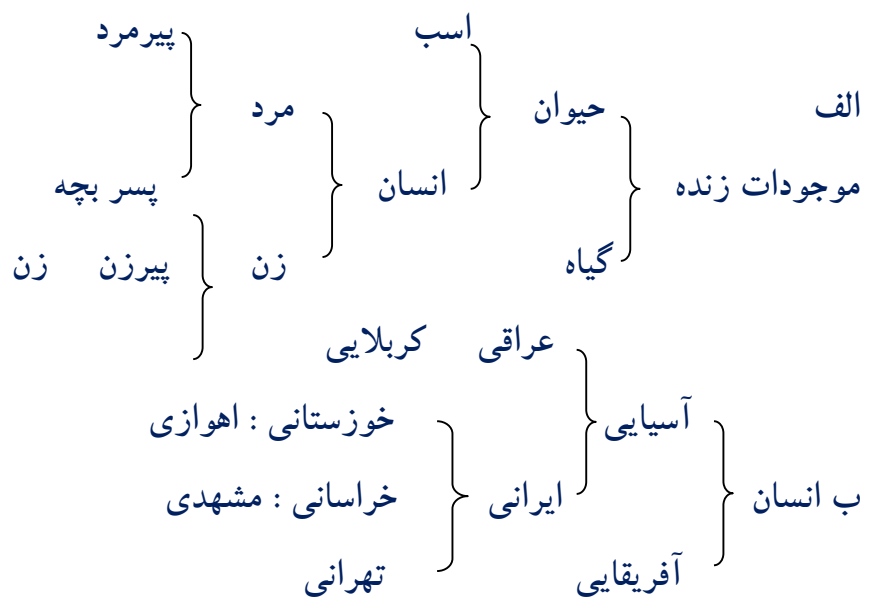 اسب پیرمرد
الف حیوان مرد
موجودات زنده انسان پسر بچه
گیاه زن پیرزن زن
عراقی کربلایی
آسیایی خوزستانی : اهوازی
ب انسان ایرانی خراسانی : مشهدی
آفریقایی تهرانی